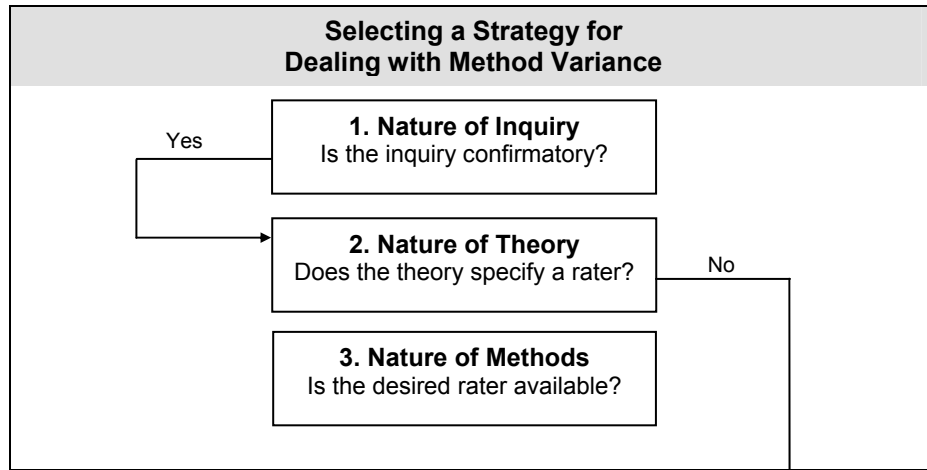 Selecting a Strategy for
Dealing with Method Variance
1. Nature of Inquiry
Yes
Is the inquiry confirmatory?
2. Nature of Theory
Does the theory specify a rater?
No
3. Nature of Methods
Is the desired rater available?